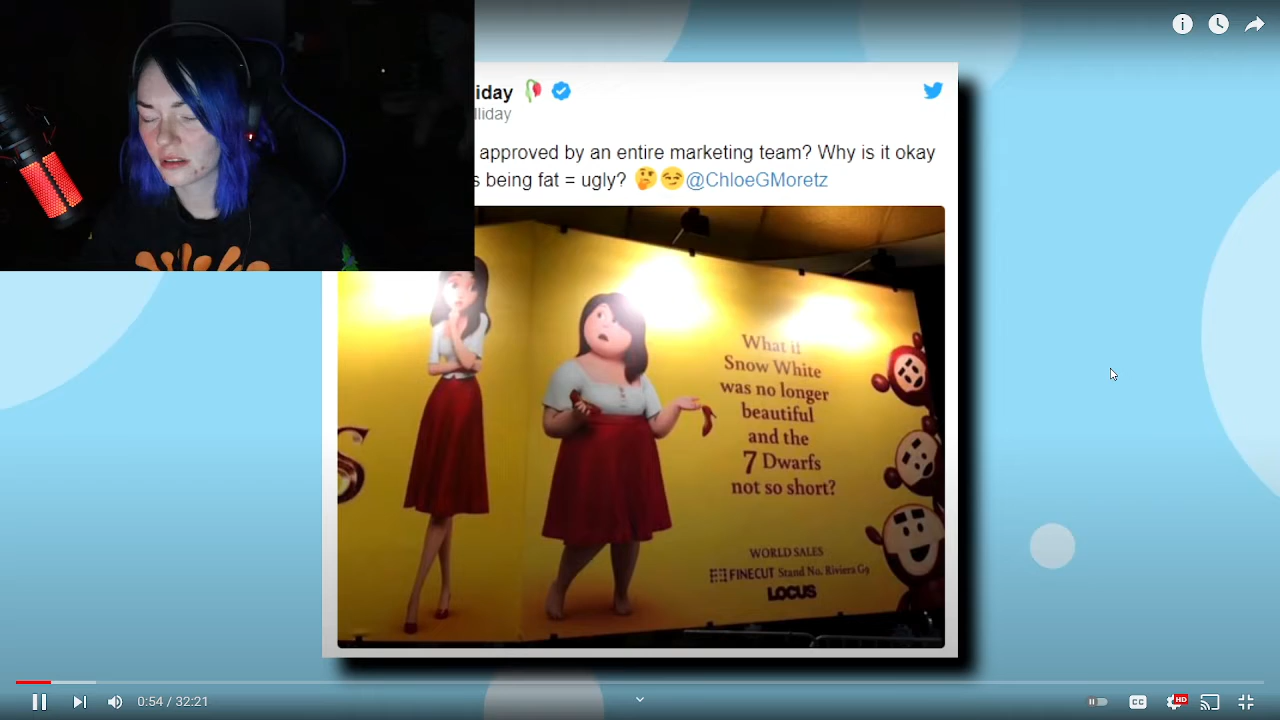 iday
lliday
approved by an entire marketing team? Why is it okay
s being fat = ugly? 🤔😏@ChloeGMoretz
S
What if
Snow White
was no longer
beautiful
and the
7 Dwarfs
not so short?
WORLD SALES
FINECUT Stand No. Riviera G9
LOCUS
0:54 / 32:21
CC
HD